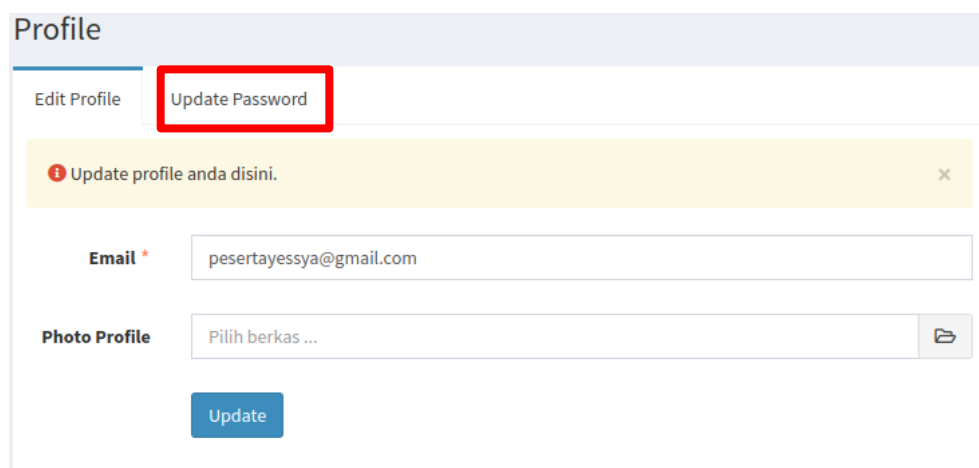 Profile
Edit Profile Update Password
Update profile anda disini. ×
Email * pesertayessya@gmail.com
Photo Profile Pilih berkas ...
Update